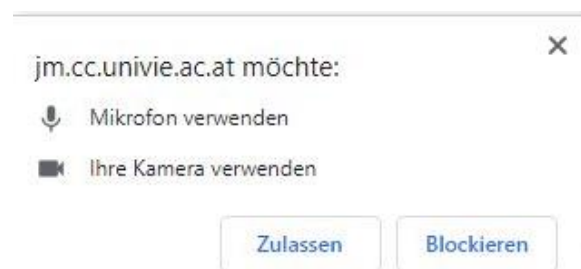 jm.cc.univie.ac.at möchte:
Mikrofon verwenden
Ihre Kamera verwenden
Zulassen Blockieren